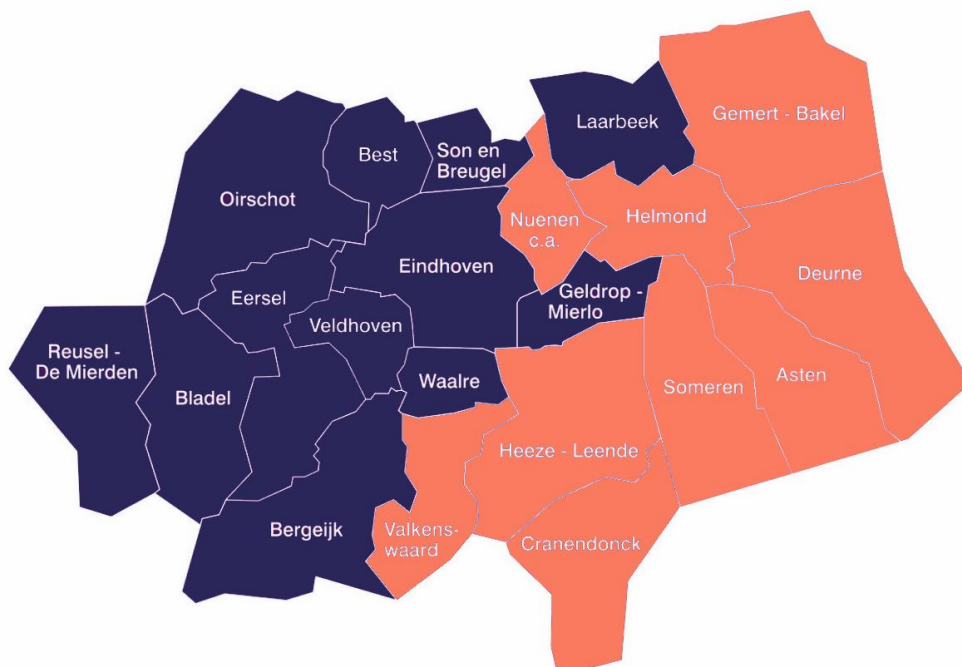 Laarbeek
Gemert - Bakel
Best
Son en
Breugel
Oirschot
Nuenen
c.a.
Helmond
Eindhoven
Deurne
Eersel
Geldrop -
Mierlo
Veldhoven
Reusel -
De Mierden
Bladel
Waalre
Someren
Asten
Heeze - Leende
Bergeijk
Valkens-
waard
Cranendonck